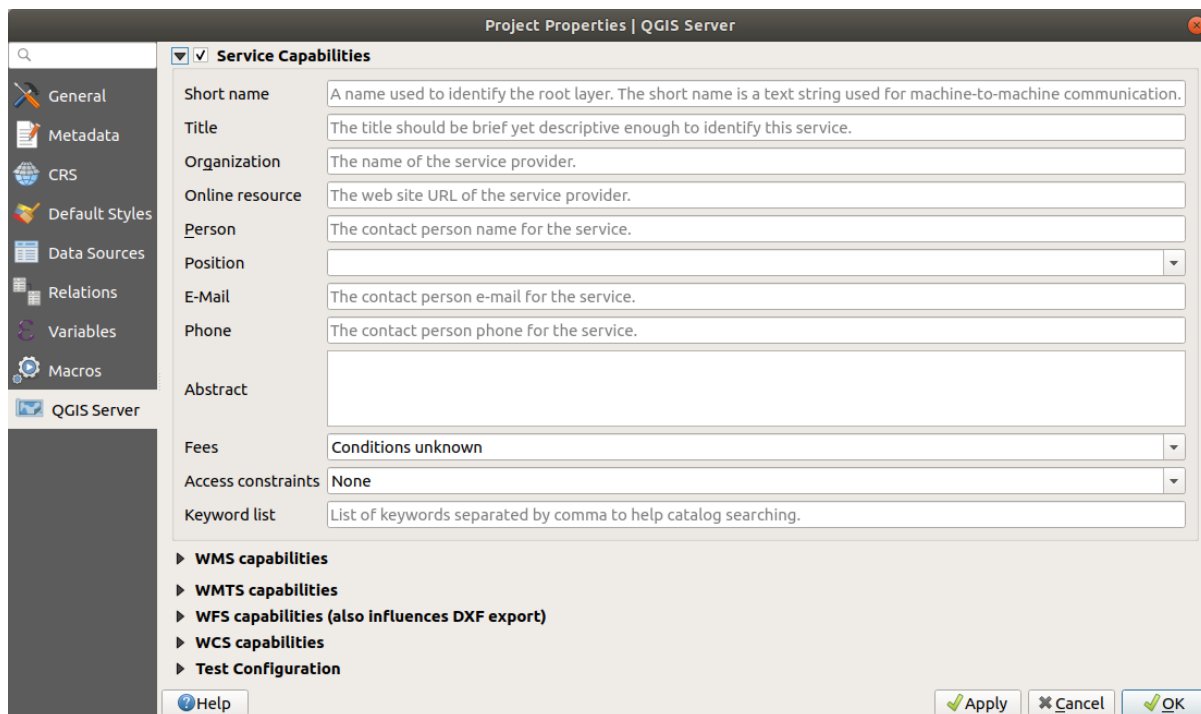 Project Properties | QGIS Server
General
Metadata
CRS
Default Styles
Data Sources
Relations
Variables
Macros
QGIS Server
Service Capabilities
Short name A name used to identify the root layer. The short name is a text string used for machine-to-machine communication.
Title The title should be brief yet descriptive enough to identify this service.
Organization The name of the service provider.
Online resource The web site URL of the service provider.
Person The contact person name for the service.
Position
E-Mail The contact person e-mail for the service.
Phone The contact person phone for the service.
Abstract
Fees Conditions unknown
Access constraints None
Keyword list List of keywords separated by comma to help catalog searching.
WMS capabilities
WMTS capabilities
WFS capabilities (also influences DXF export)
WCS capabilities
Test Configuration
Help Apply Cancel OK